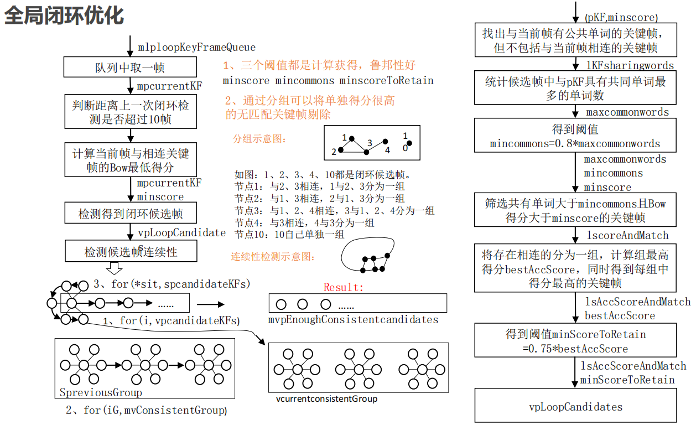 全局闭环优化
mlploopKeyFrameQueue
队列中取一帧
mpcurrentKF
判断距离上一次闭环检
测是否超过10帧
计算当前帧与相连关键
帧的Bow最低得分
mpcurrentKF
minscore
检测得到闭环候选帧
vpLoopCandidate
s
检测候选帧连续性
1、三个阈值都是计算获得，鲁邦性好
minscore mincommons minscoreToRetain
2、通过分组可以将单独得分很高
的无匹配关键帧剔除
分组示意图：
1
2
3
4
1
0
如图：1、2、3、4、10都是闭环候选帧。
节点1：与2、3相连，1与2、3分为一组
节点2：与1、3相连，2与1、3分为一组
节点3：与1、2、4相连，3与1、2、4分为一组
节点4：与3相连，4与3分为一组
节点10：10自己单独一组
连续性检测示意图：
3、for(*sit,spcandidateKFs)
......
1、for(i,vpcandidateKFs)
Result:
......
mvpEnoughConsistentcandidates
SpreviousGroup
2、for(iG,mvConsistentGroup)
vcurrentconsistentGroup
(pKF,minscore)
找出与当前帧有公共单词的关键帧，
但不包括与当前帧相连的关键帧
lKFsharingwords
统计候选帧中与pKF具有共同单词最
多的单词数
maxcommonwords
得到阈值
mincommons=0.8*maxcommonwords
maxcommonwords
mincommons
minscore
筛选共有单词大于mincommons且Bow
得分大于minscore的关键帧
lscoreAndMatch
将存在相连的分为一组，计算组最高
得分bestAccScore，同时得到每组中
得分最高的关键帧
lsAccScoreAndMatch
bestAccScore
得到阈值minScoreToRetain
=0.75*bestAccScore
lsAccScoreAndMatch
minScoreToRetain
vpLoopCandidates